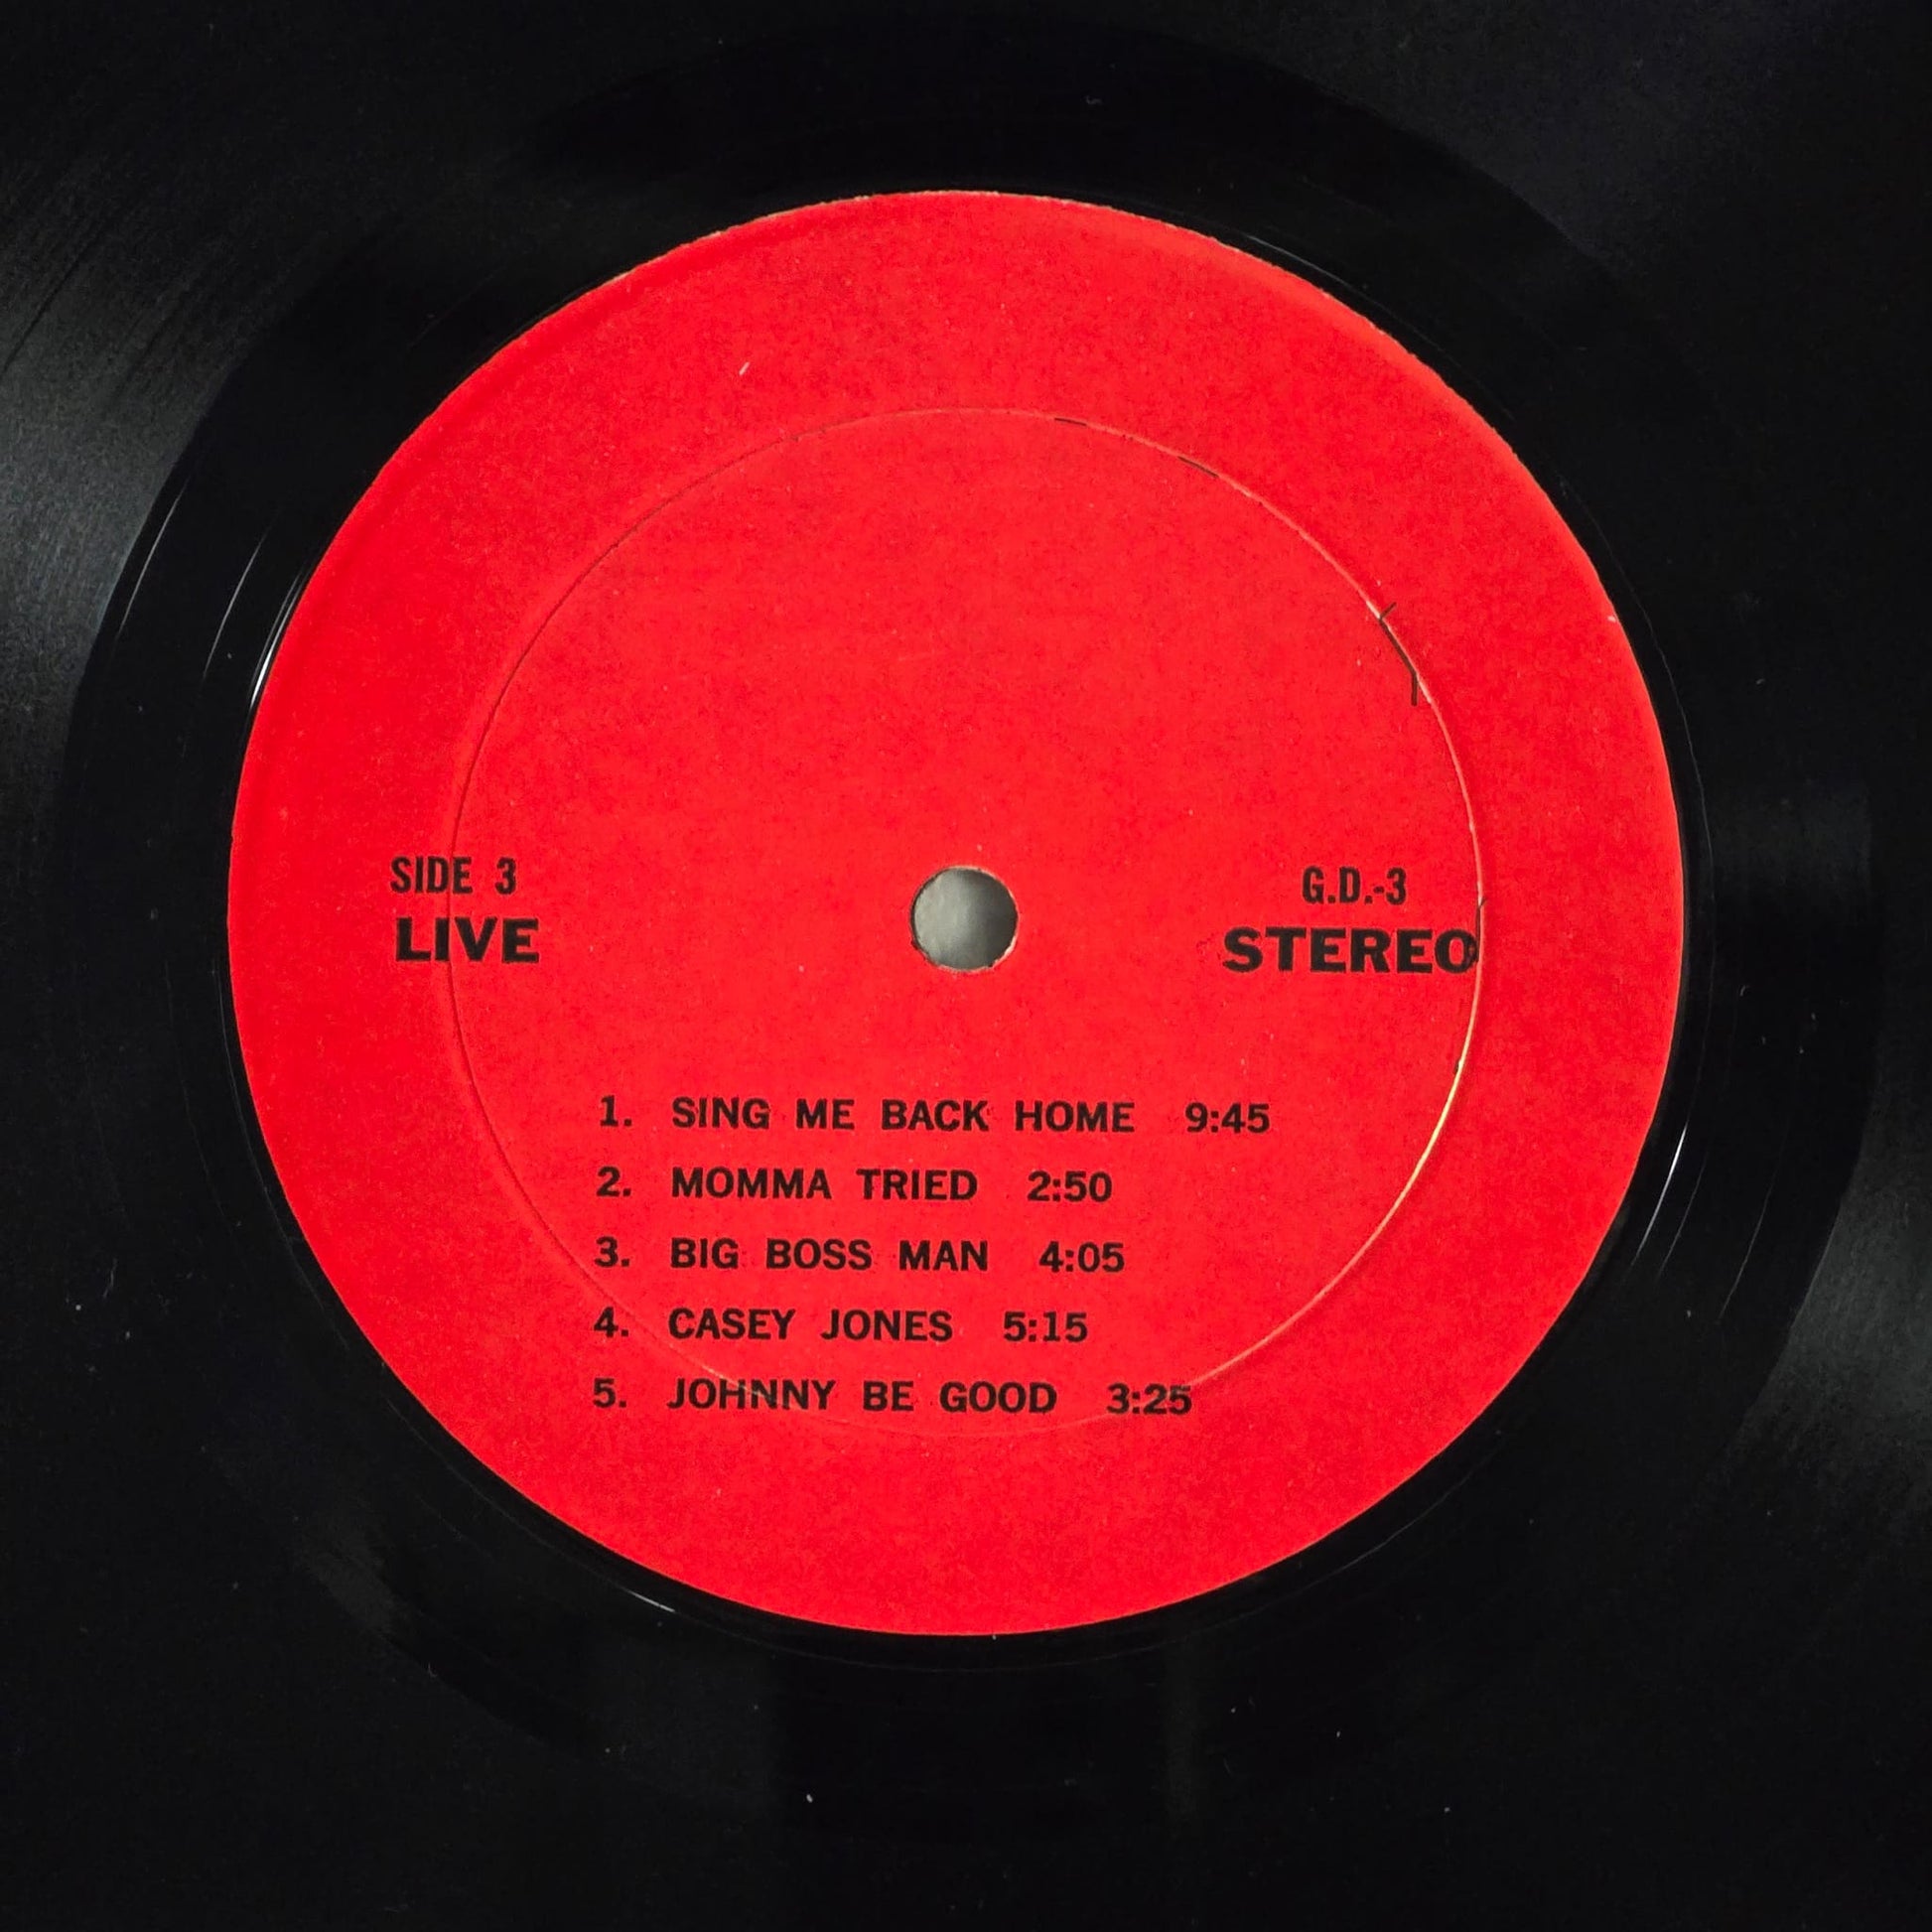 SIDE 3
LIVE
G.D.-3
STEREO
1. SING ME BACK HOME 9:45
2. MOMMA TRIED 2:50
3. BIG BOSS MAN 4:05
4. CASEY JONES 5:15
5. JOHNNY BE GOOD 3:25